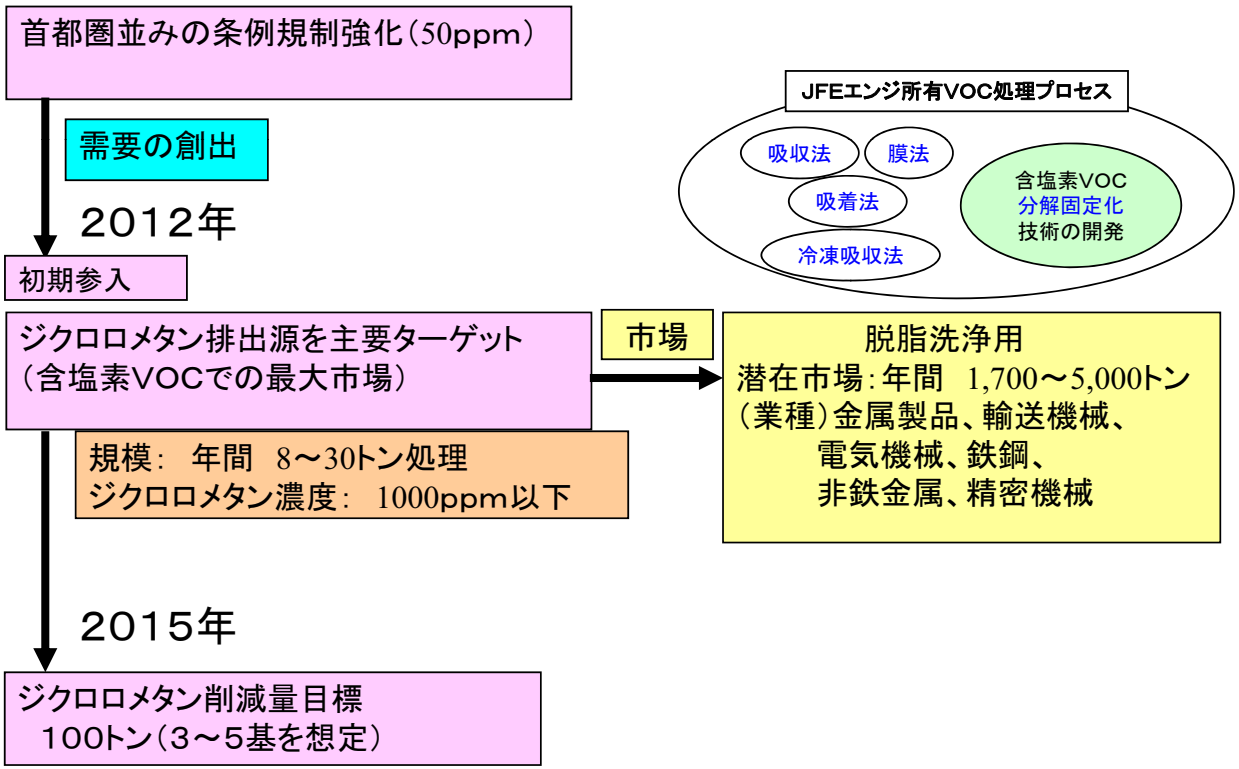 首都圏並みの条例規制強化（50ppm）
需要の創出
２０１２年
初期参入
JFEエンジ所有VOC処理プロセス
吸収法
膜法
吸着法
冷凍吸収法
含塩素VOC
分解固定化
技術の開発
ジクロロメタン排出源を主要ターゲット
（含塩素VOCでの最大市場）
市場
脱脂洗浄用
潜在市場：年間　1,700～5,000トン
（業種）金属製品、輸送機械、
電気機械、鉄鋼、
非鉄金属、精密機械
規模：　年間　8～30トン処理
ジクロロメタン濃度：　1000ppm以下
２０１５年
ジクロロメタン削減量目標
１００トン（３～５基を想定）